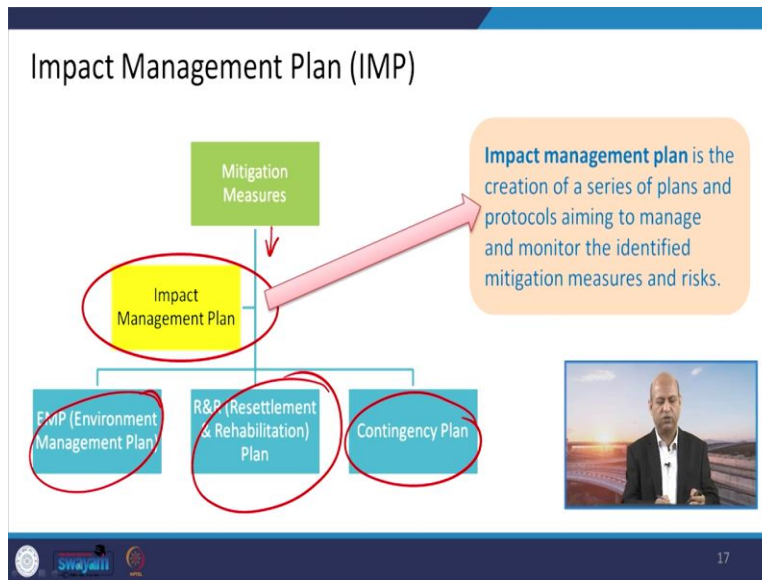 Impact Management Plan (IMP)
Mitigation
Measures
Impact management plan is the
creation of a series of plans and
protocols aiming to manage
and monitor the identified
mitigation measures and risks.
Impact
Management Plan
EMP (Environment
Management Plan)
R&R (Resettlement
& Rehabilitation)
Plan
Contingency Plan
swayam
17